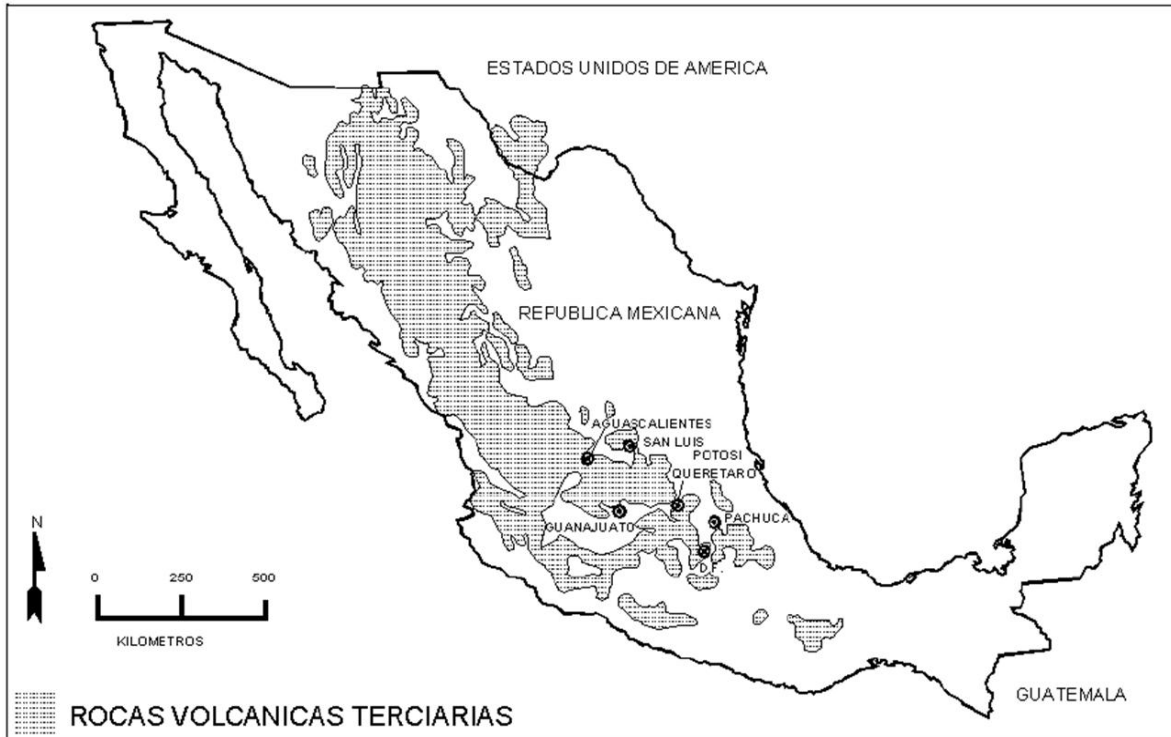 ESTADOS UNIDOS DE AMERICA
REPUBLICA MEXICANA
AGUASCALIENTES
SAN LUIS
POTOSI
QUERETARO
GUANAJUATO
PACHUCA
D.F.
N
0 250 500
KILOMETROS
GUATEMALA
ROCAS VOLCANICAS TERCIARIAS